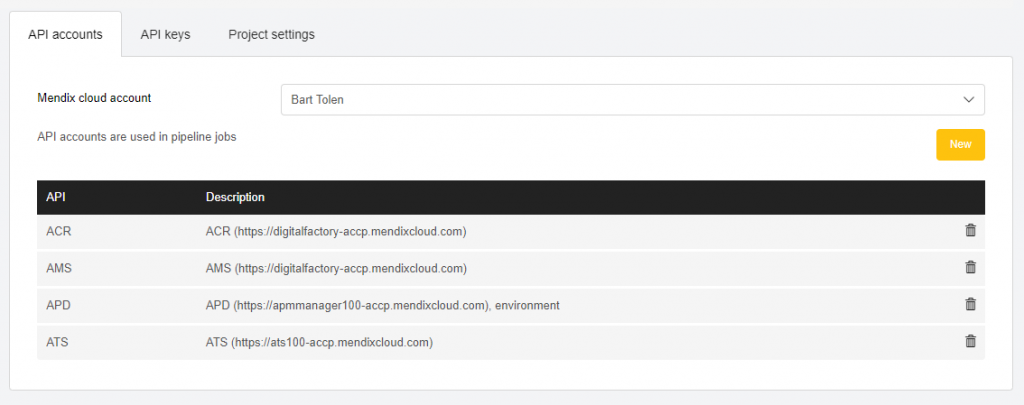 API accounts API keys Project settings
Mendix cloud account Bart Tolen
API accounts are used in pipeline jobs
New
API Description
ACR ACR (https://digitalfactory-accp.mendixcloud.com)
AMS AMS (https://digitalfactory-accp.mendixcloud.com)
APD APD (https://apmmanager100-accp.mendixcloud.com), environment
ATS ATS (https://ats100-accp.mendixcloud.com)